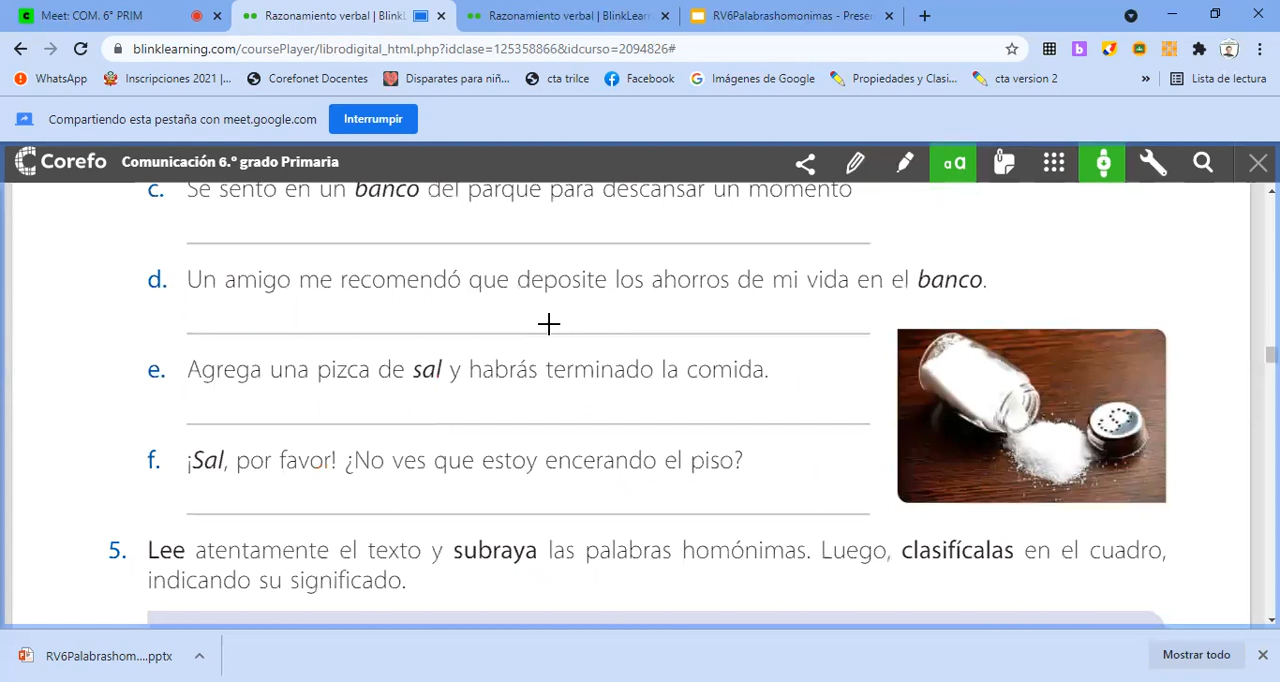 Meet: COM. 6° PRIM
Razonamiento verbal | BlinkL
Razonamiento verbal | BlinkLear
RV6Palabrashomonimas - Prese
blinklearning.com/coursePlayer/librodigital_html.php?idclase=125358866&idcurso=2094826#
WhatsApp
Inscripciones 2021 |...
Corefonet Docentes
Disparates para niñ...
cta trilce
Facebook
Imágenes de Google
Propiedades y Clasi...
cta version 2
»
Lista de lectura
Compartiendo esta pestaña con meet.google.com
Interrumpir
Corefo
Comunicación 6.º grado Primaria
aa
c. Se sentó en un banco del parque para descansar un momento
d. Un amigo me recomendó que deposite los ahorros de mi vida en el banco.
e. Agrega una pizca de sal y habrás terminado la comida.
f. ¡Sal, por favor! ¿No ves que estoy encerando el piso?
5. Lee atentamente el texto y subraya las palabras homónimas. Luego, clasifícalas en el cuadro,
indicando su significado.
RV6Palabrashom....pptx
Mostrar todo